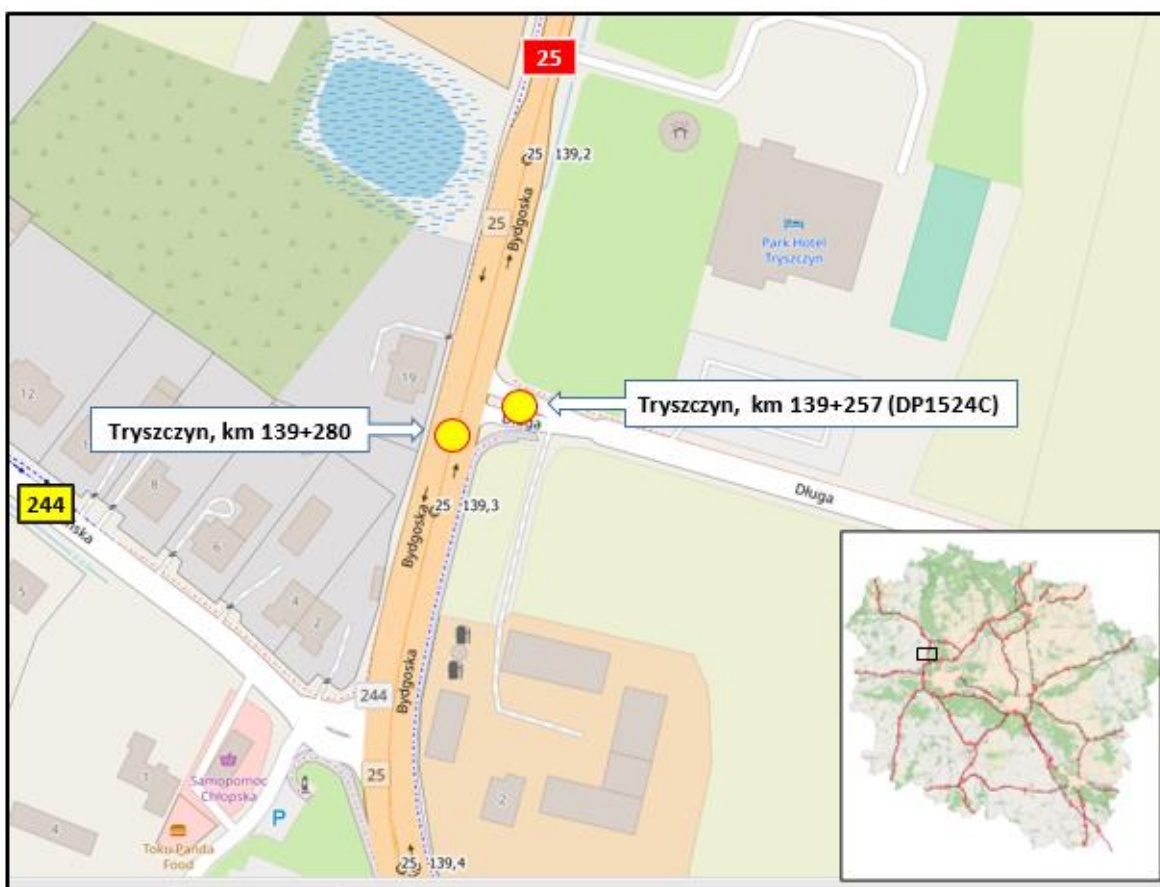 25
25 139,2
25
Bydgoska
Park Hotel
Tryszczyn
19
12
Tryszczyn, km 139+257 (DP1524C)
Tryszczyn, km 139+280
8
244
25 139,3
Długa
6
5
Bydgoska
4
2
Bydgoska
244
25
Samopomoc
Chłopska
1
2
P
4
Toku Panda
Food
25 139,4